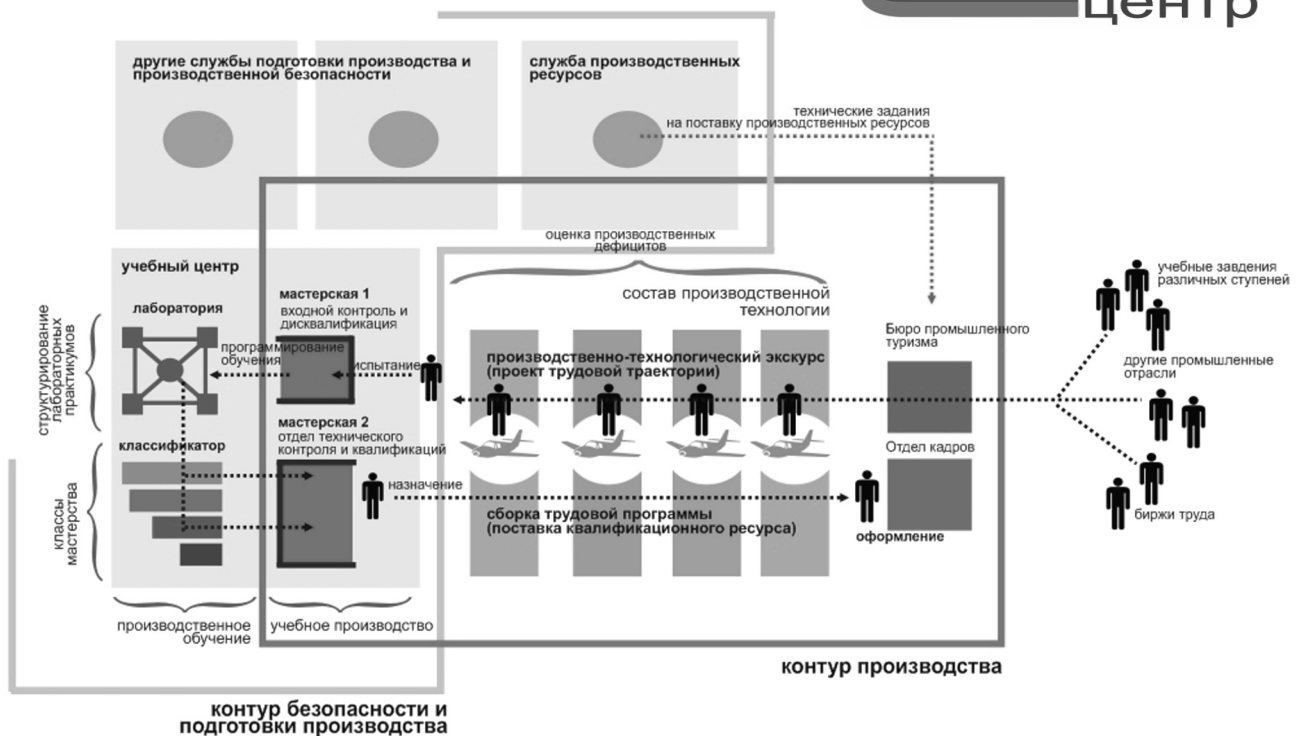 центр
другие службы подготовки производства и
производственной безопасности
служба производственных
ресурсов
технические задания
на поставку производственных ресурсов
оценка производственных
дефицитов
учебный центр
лаборатория
мастерская 1
входной контроль и
дисквалификация
состав производственной
технологии
учебные завдения
различных ступеней
структурирование
лабораторных
практикумов
программирование
обучения
испытание
производственно-технологический экскурс
(проект трудовой траектории)
Бюро промышленного
туризма
другие промышленные
отрасли
классификатор
мастерская 2
отдел технического
контроля и квалификаций
Отдел кадров
классы
мастерства
назначение
сборка трудовой программы
(поставка квалификационного ресурса)
оформление
биржи труда
производственное
обучение
учебное производство
контур производства
контур безопасности и
подготовки производства